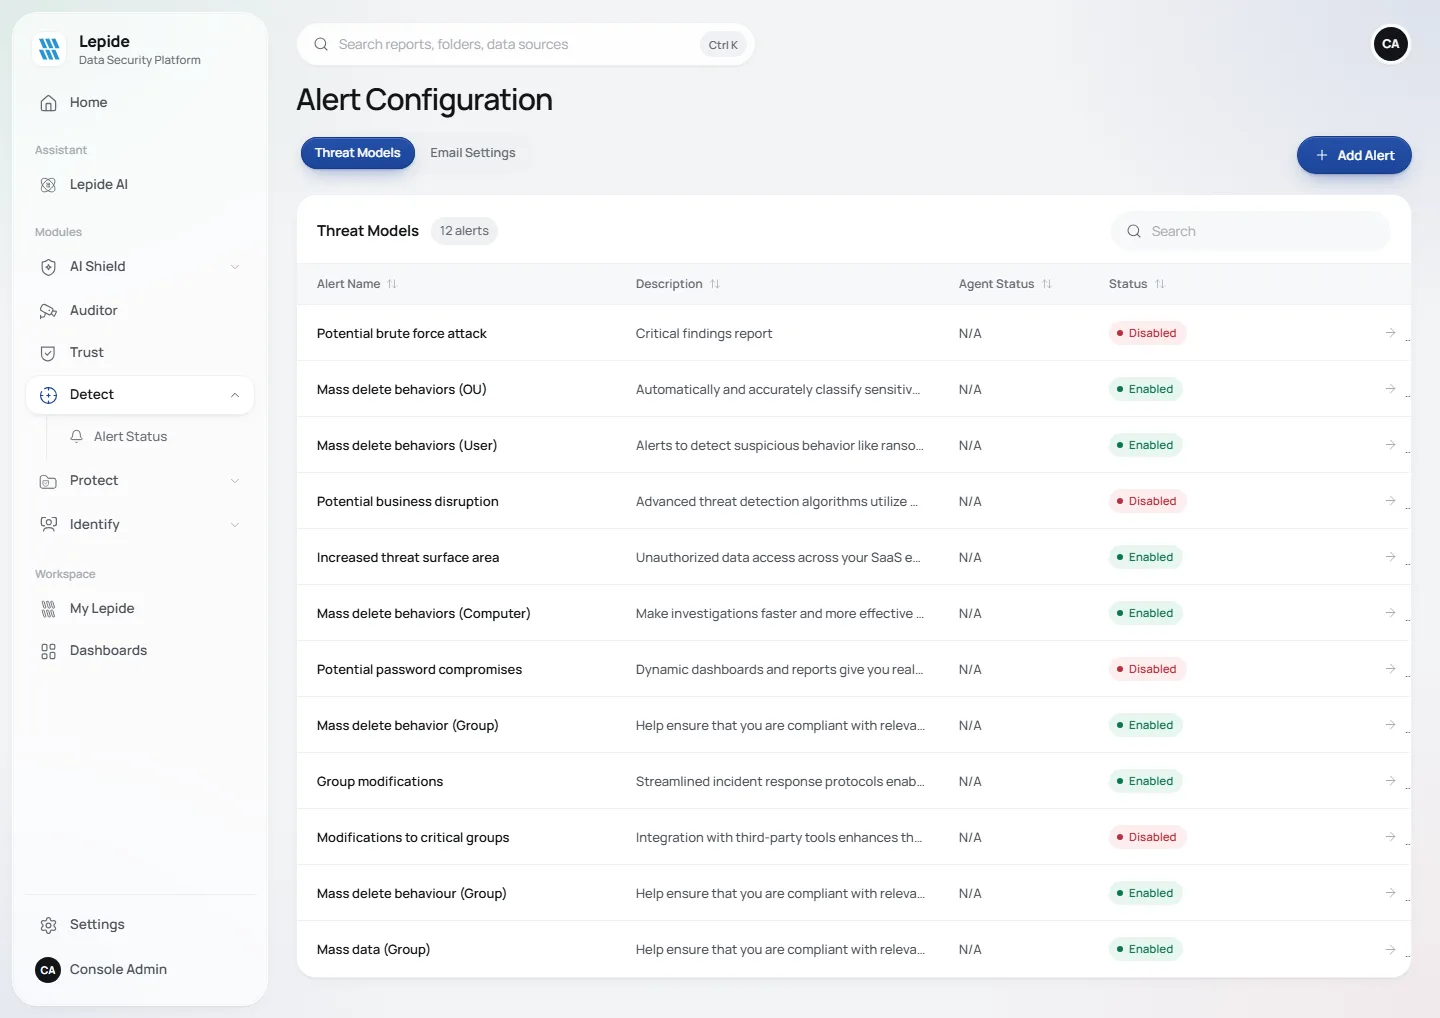 Lepide
Data Security Platform
Home
Assistant
Lepide AI
Modules
AI Shield
Auditor
Trust
Detect
Alert Status
Protect
Identify
Workspace
My Lepide
Dashboards
Settings
CA Console Admin
Search reports, folders, data sources Ctrl K
CA
Alert Configuration
Threat Models Email Settings
+ Add Alert
Threat Models 12 alerts
Search
Alert Name Description Agent Status Status
Potential brute force attack Critical findings report N/A Disabled
Mass delete behaviors (OU) Automatically and accurately classify sensitiv... N/A Enabled
Mass delete behaviors (User) Alerts to detect suspicious behavior like ranso... N/A Enabled
Potential business disruption Advanced threat detection algorithms utilize ... N/A Disabled
Increased threat surface area Unauthorized data access across your SaaS e... N/A Enabled
Mass delete behaviors (Computer) Make investigations faster and more effective ... N/A Enabled
Potential password compromises Dynamic dashboards and reports give you real... N/A Disabled
Mass delete behavior (Group) Help ensure that you are compliant with releva... N/A Enabled
Group modifications Streamlined incident response protocols enab... N/A Enabled
Modifications to critical groups Integration with third-party tools enhances th... N/A Disabled
Mass delete behaviour (Group) Help ensure that you are compliant with releva... N/A Enabled
Mass data (Group) Help ensure that you are compliant with releva... N/A Enabled